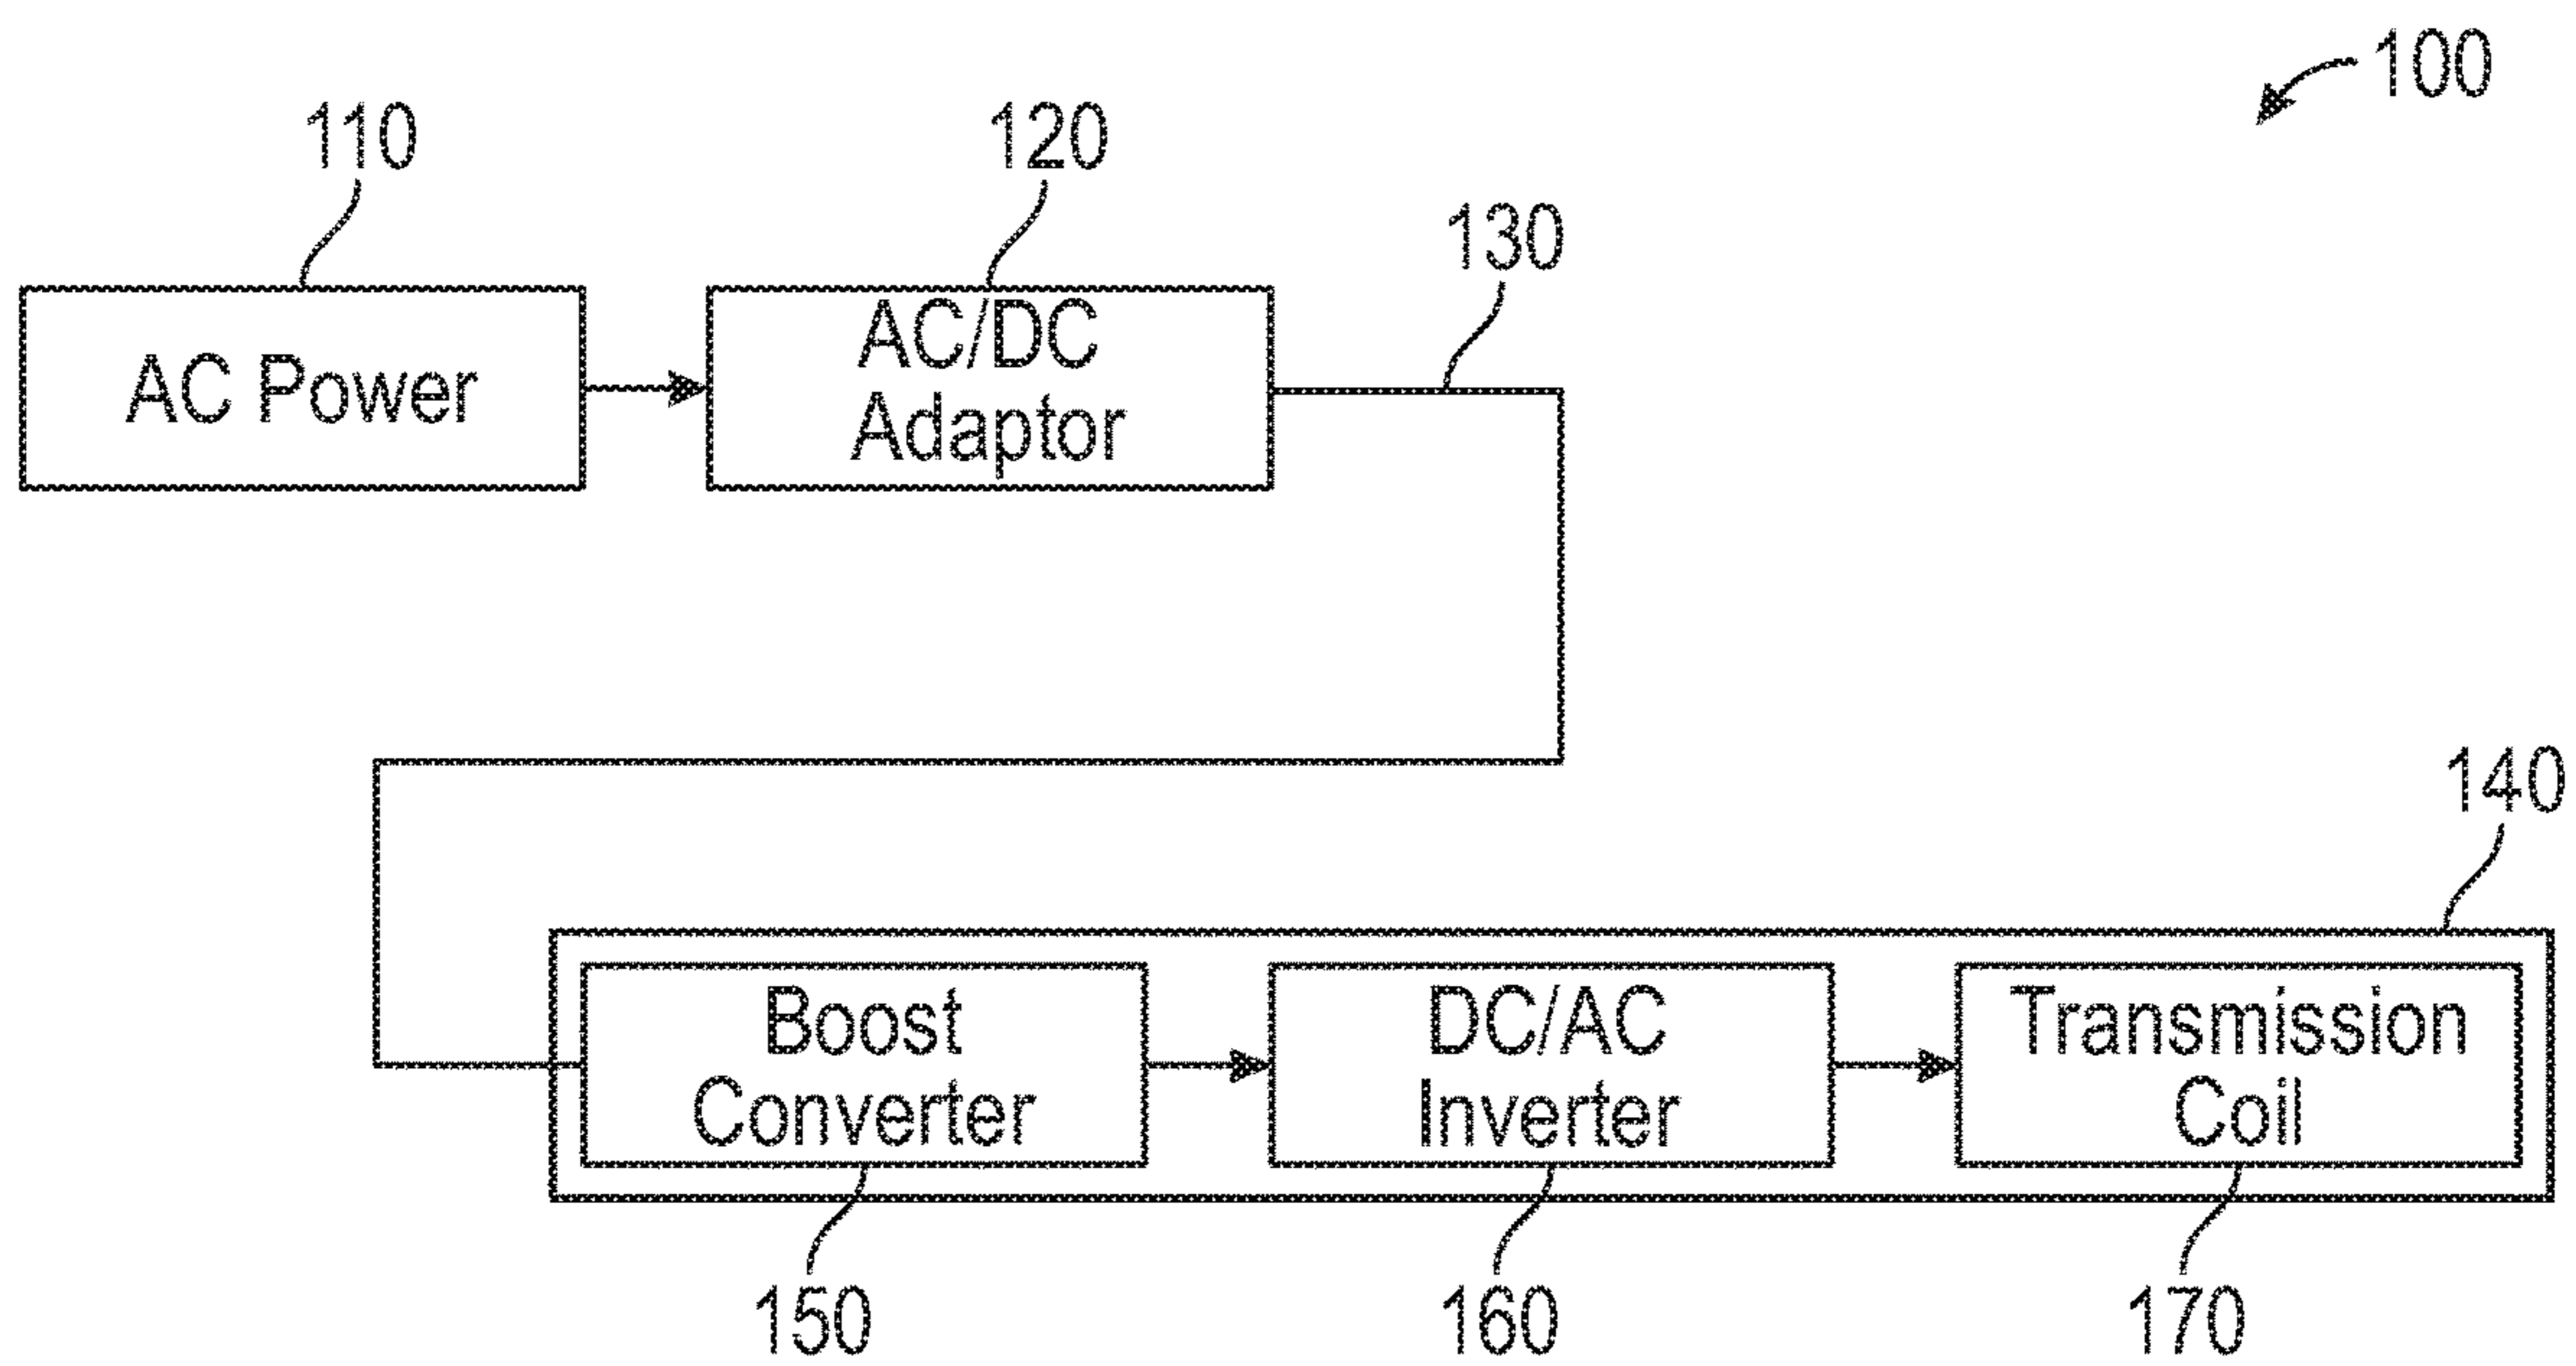 100
110
120
130
AC Power
AC/DC
Adaptor
140
Boost
Converter
DC/AC
Inverter
Transmission
Coil
150
160
170